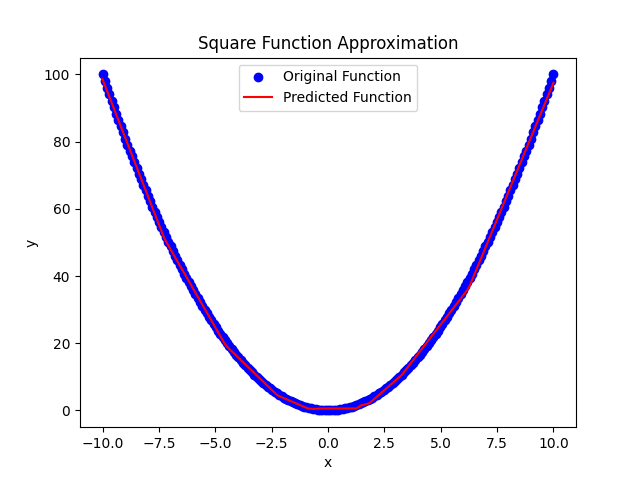 Square Function Approximation
Original Function
Predicted Function
100
80
60
40
20
0
y
−10.0 −7.5 −5.0 −2.5 0.0 2.5 5.0 7.5 10.0
x